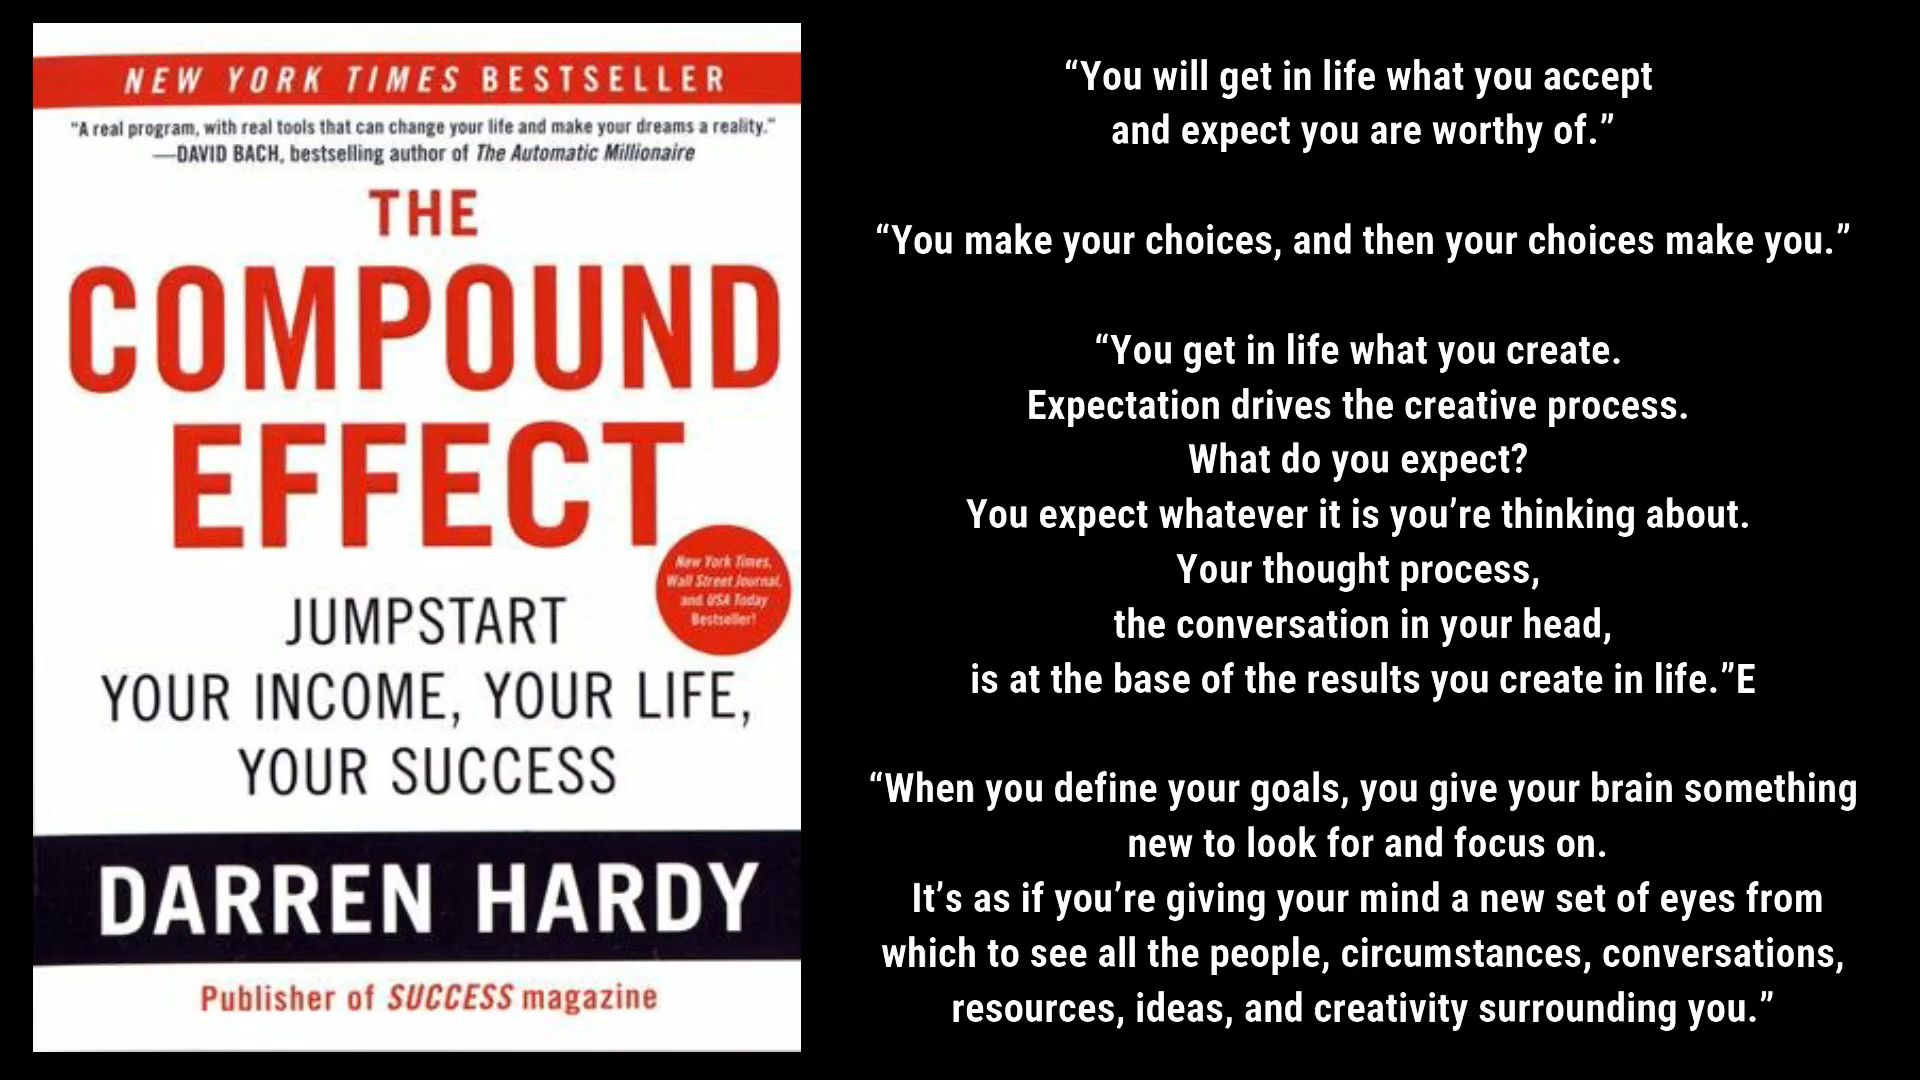 NEW YORK TIMES BESTSELLER
"A real program, with real tools that can change your life and make your dreams a reality."
—DAVID BACH, bestselling author of The Automatic Millionaire
THE
COMPOUND
EFFECT
New York Times,
Wall Street Journal,
and USA Today
Bestseller!
JUMPSTART
YOUR INCOME, YOUR LIFE,
YOUR SUCCESS
DARREN HARDY
Publisher of SUCCESS magazine
“You will get in life what you accept
and expect you are worthy of.”
“You make your choices, and then your choices make you.”
“You get in life what you create.
Expectation drives the creative process.
What do you expect?
You expect whatever it is you’re thinking about.
Your thought process,
the conversation in your head,
is at the base of the results you create in life.”E
“When you define your goals, you give your brain something
new to look for and focus on.
It’s as if you’re giving your mind a new set of eyes from
which to see all the people, circumstances, conversations,
resources, ideas, and creativity surrounding you.”